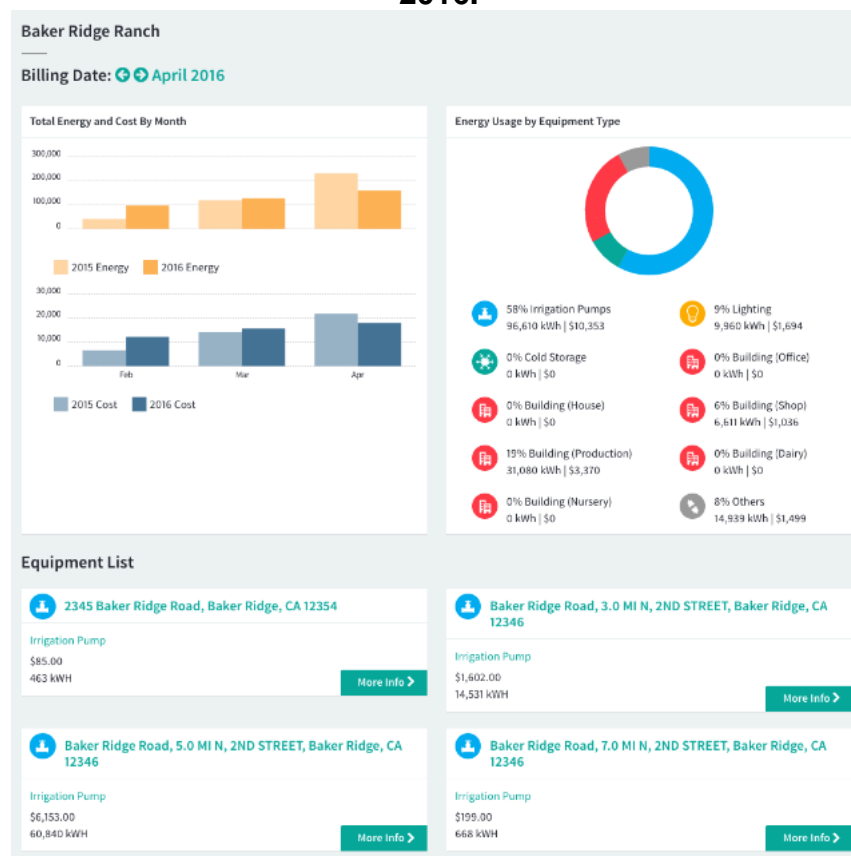 2016.
Baker Ridge Ranch
Billing Date: April 2016
Total Energy and Cost By Month
300,000
200,000
100,000
0
2015 Energy 2016 Energy
30,000
20,000
10,000
0
Feb Mar Apr
2015 Cost 2016 Cost
Energy Usage by Equipment Type
58% Irrigation Pumps
96,610 kWh | $10,353
9% Lighting
9,960 kWh | $1,694
0% Cold Storage
0 kWh | $0
0% Building (Office)
0 kWh | $0
0% Building (House)
0 kWh | $0
6% Building (Shop)
6,611 kWh | $1,036
19% Building (Production)
31,080 kWh | $3,370
0% Building (Dairy)
0 kWh | $0
0% Building (Nursery)
0 kWh | $0
8% Others
14,939 kWh | $1,499
Equipment List
2345 Baker Ridge Road, Baker Ridge, CA 12354
Irrigation Pump
$85.00
463 kWH
More Info
Baker Ridge Road, 3.0 MI N, 2ND STREET, Baker Ridge, CA
12346
Irrigation Pump
$1,602.00
14,531 kWH
More Info
Baker Ridge Road, 5.0 MI N, 2ND STREET, Baker Ridge, CA
12346
Irrigation Pump
$6,153.00
60,840 kWH
More Info
Baker Ridge Road, 7.0 MI N, 2ND STREET, Baker Ridge, CA
12346
Irrigation Pump
$199.00
668 kWH
More Info